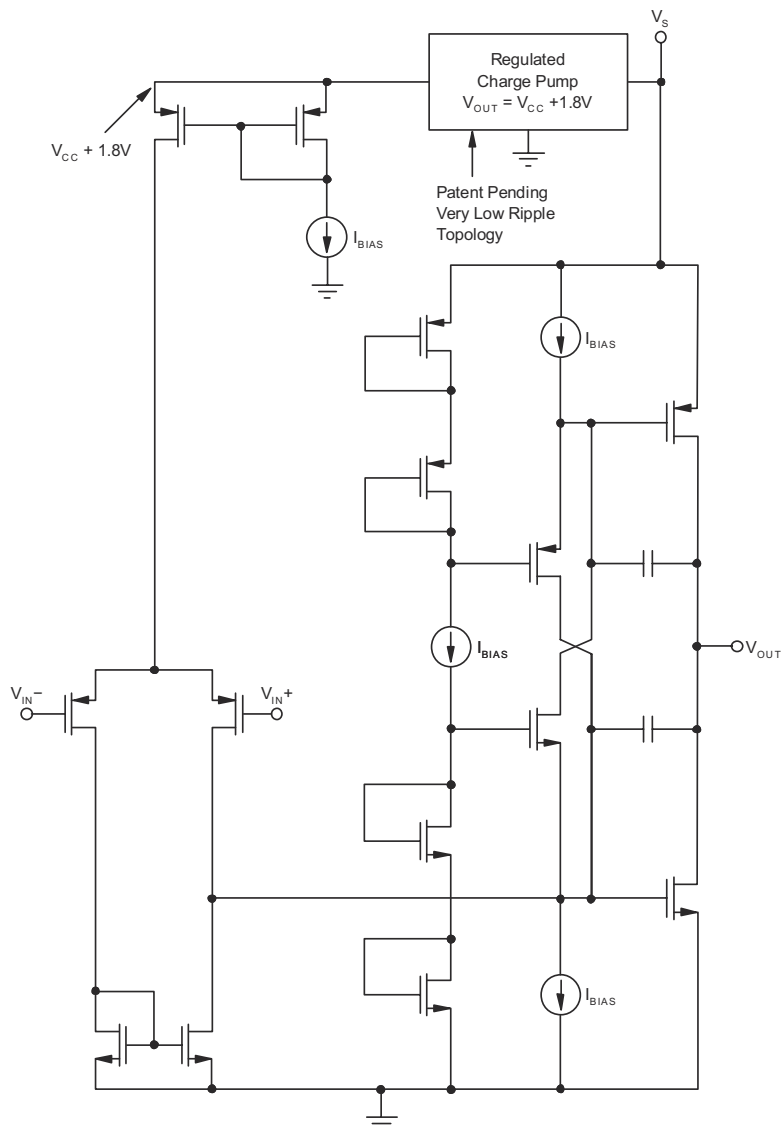 V_S
Regulated
Charge Pump
V_OUT = V_CC +1.8V
V_CC + 1.8V
Patent Pending
Very Low Ripple
Topology
I_BIAS
I_BIAS
I_BIAS
V_IN−
V_IN+
V_OUT
I_BIAS